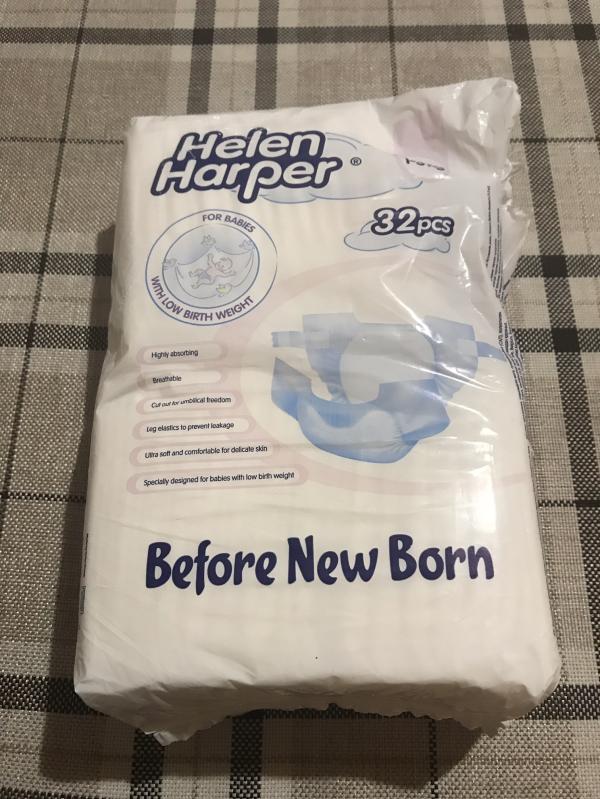 Helen
Harper ®
32pcs
FOR BABIES
WITH LOW BIRTH WEIGHT
Highly absorbing
Breathable
Cut out for umbilical freedom
Leg elastics to prevent leakage
Ultra soft and comfortable for delicate skin
Specially designed for babies with low birth weight
Before New Born